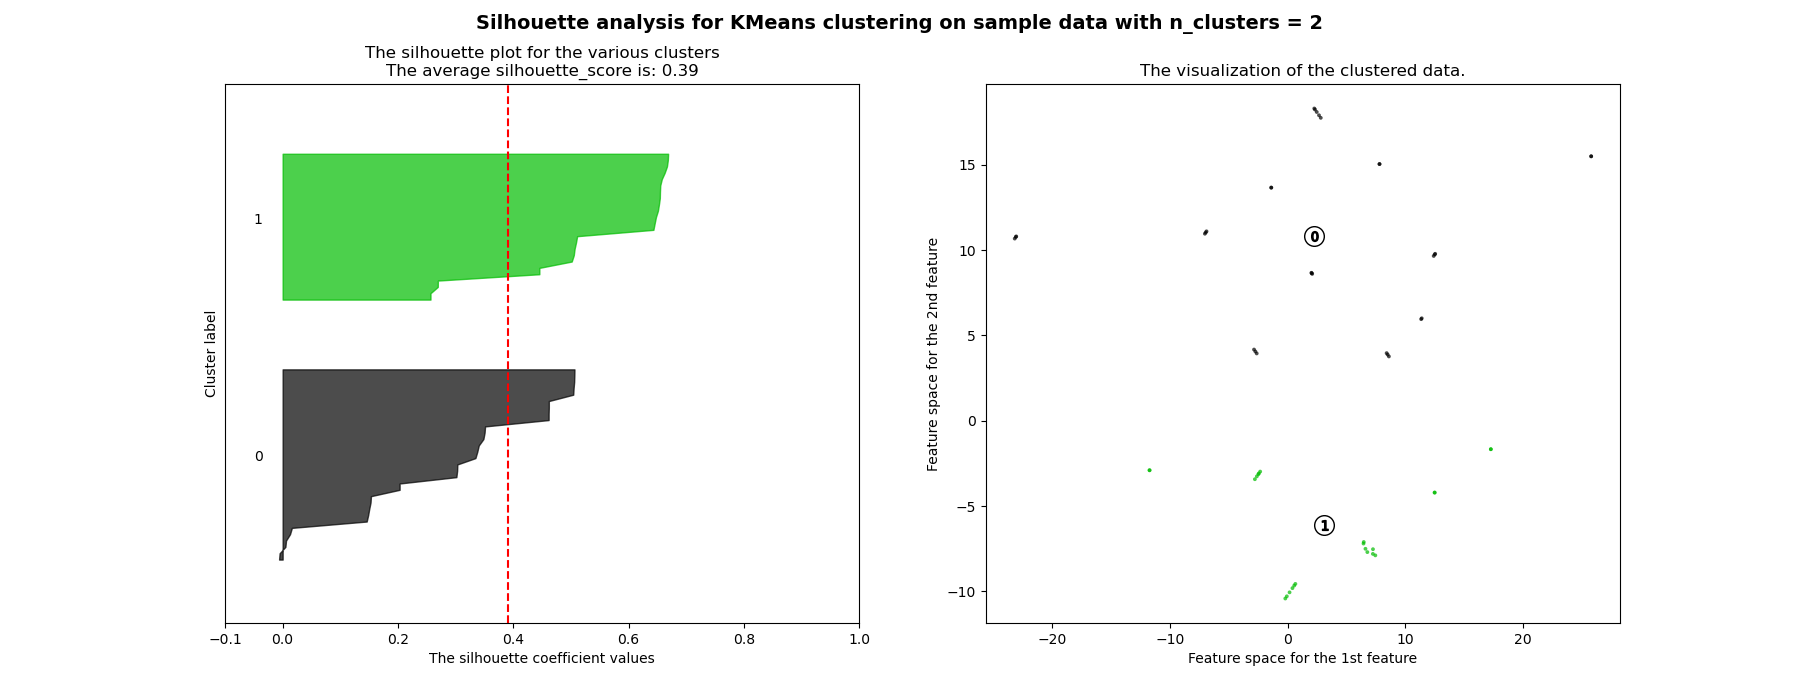 Silhouette analysis for KMeans clustering on sample data with n_clusters = 2
The silhouette plot for the various clusters
The average silhouette_score is: 0.39
1
0
Cluster label
−0.1 0.0 0.2 0.4 0.6 0.8 1.0
The silhouette coefficient values
The visualization of the clustered data.
15
10
5
0
−5
−10
Feature space for the 2nd feature
0
1
−20 −10 0 10 20
Feature space for the 1st feature